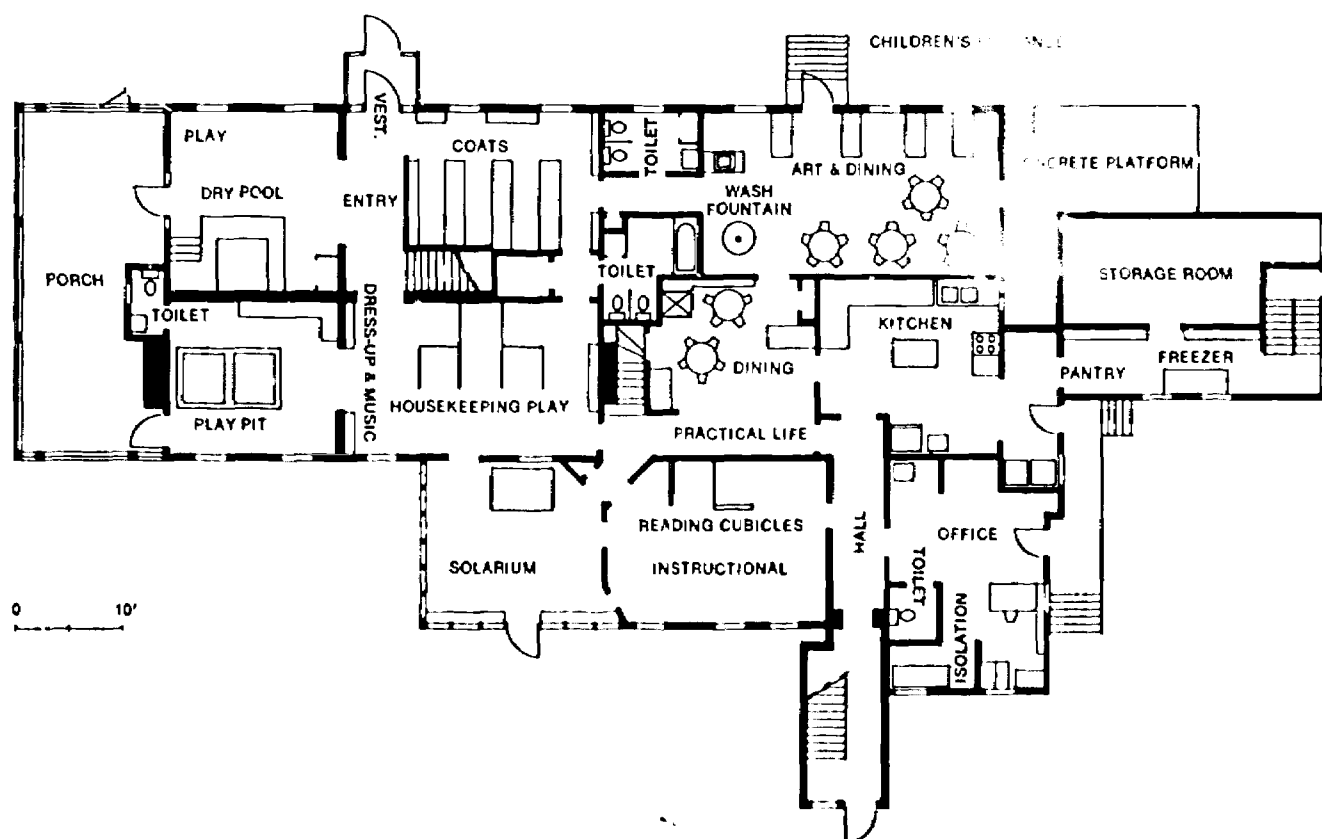 CHILDREN'S
VEST.
PLAY
COATS
TOILET
ART & DINING
PLATFORM
DRY POOL
ENTRY
WASH
FOUNTAIN
PORCH
TOILET
STORAGE ROOM
TOILET
DRESS-UP & MUSIC
KITCHEN
FREEZER
DINING
PANTRY
HOUSEKEEPING PLAY
PLAY PIT
PRACTICAL LIFE
READING CUBICLES
HALL
OFFICE
SOLARIUM
INSTRUCTIONAL
TOILET
ISOLATION
0 10'